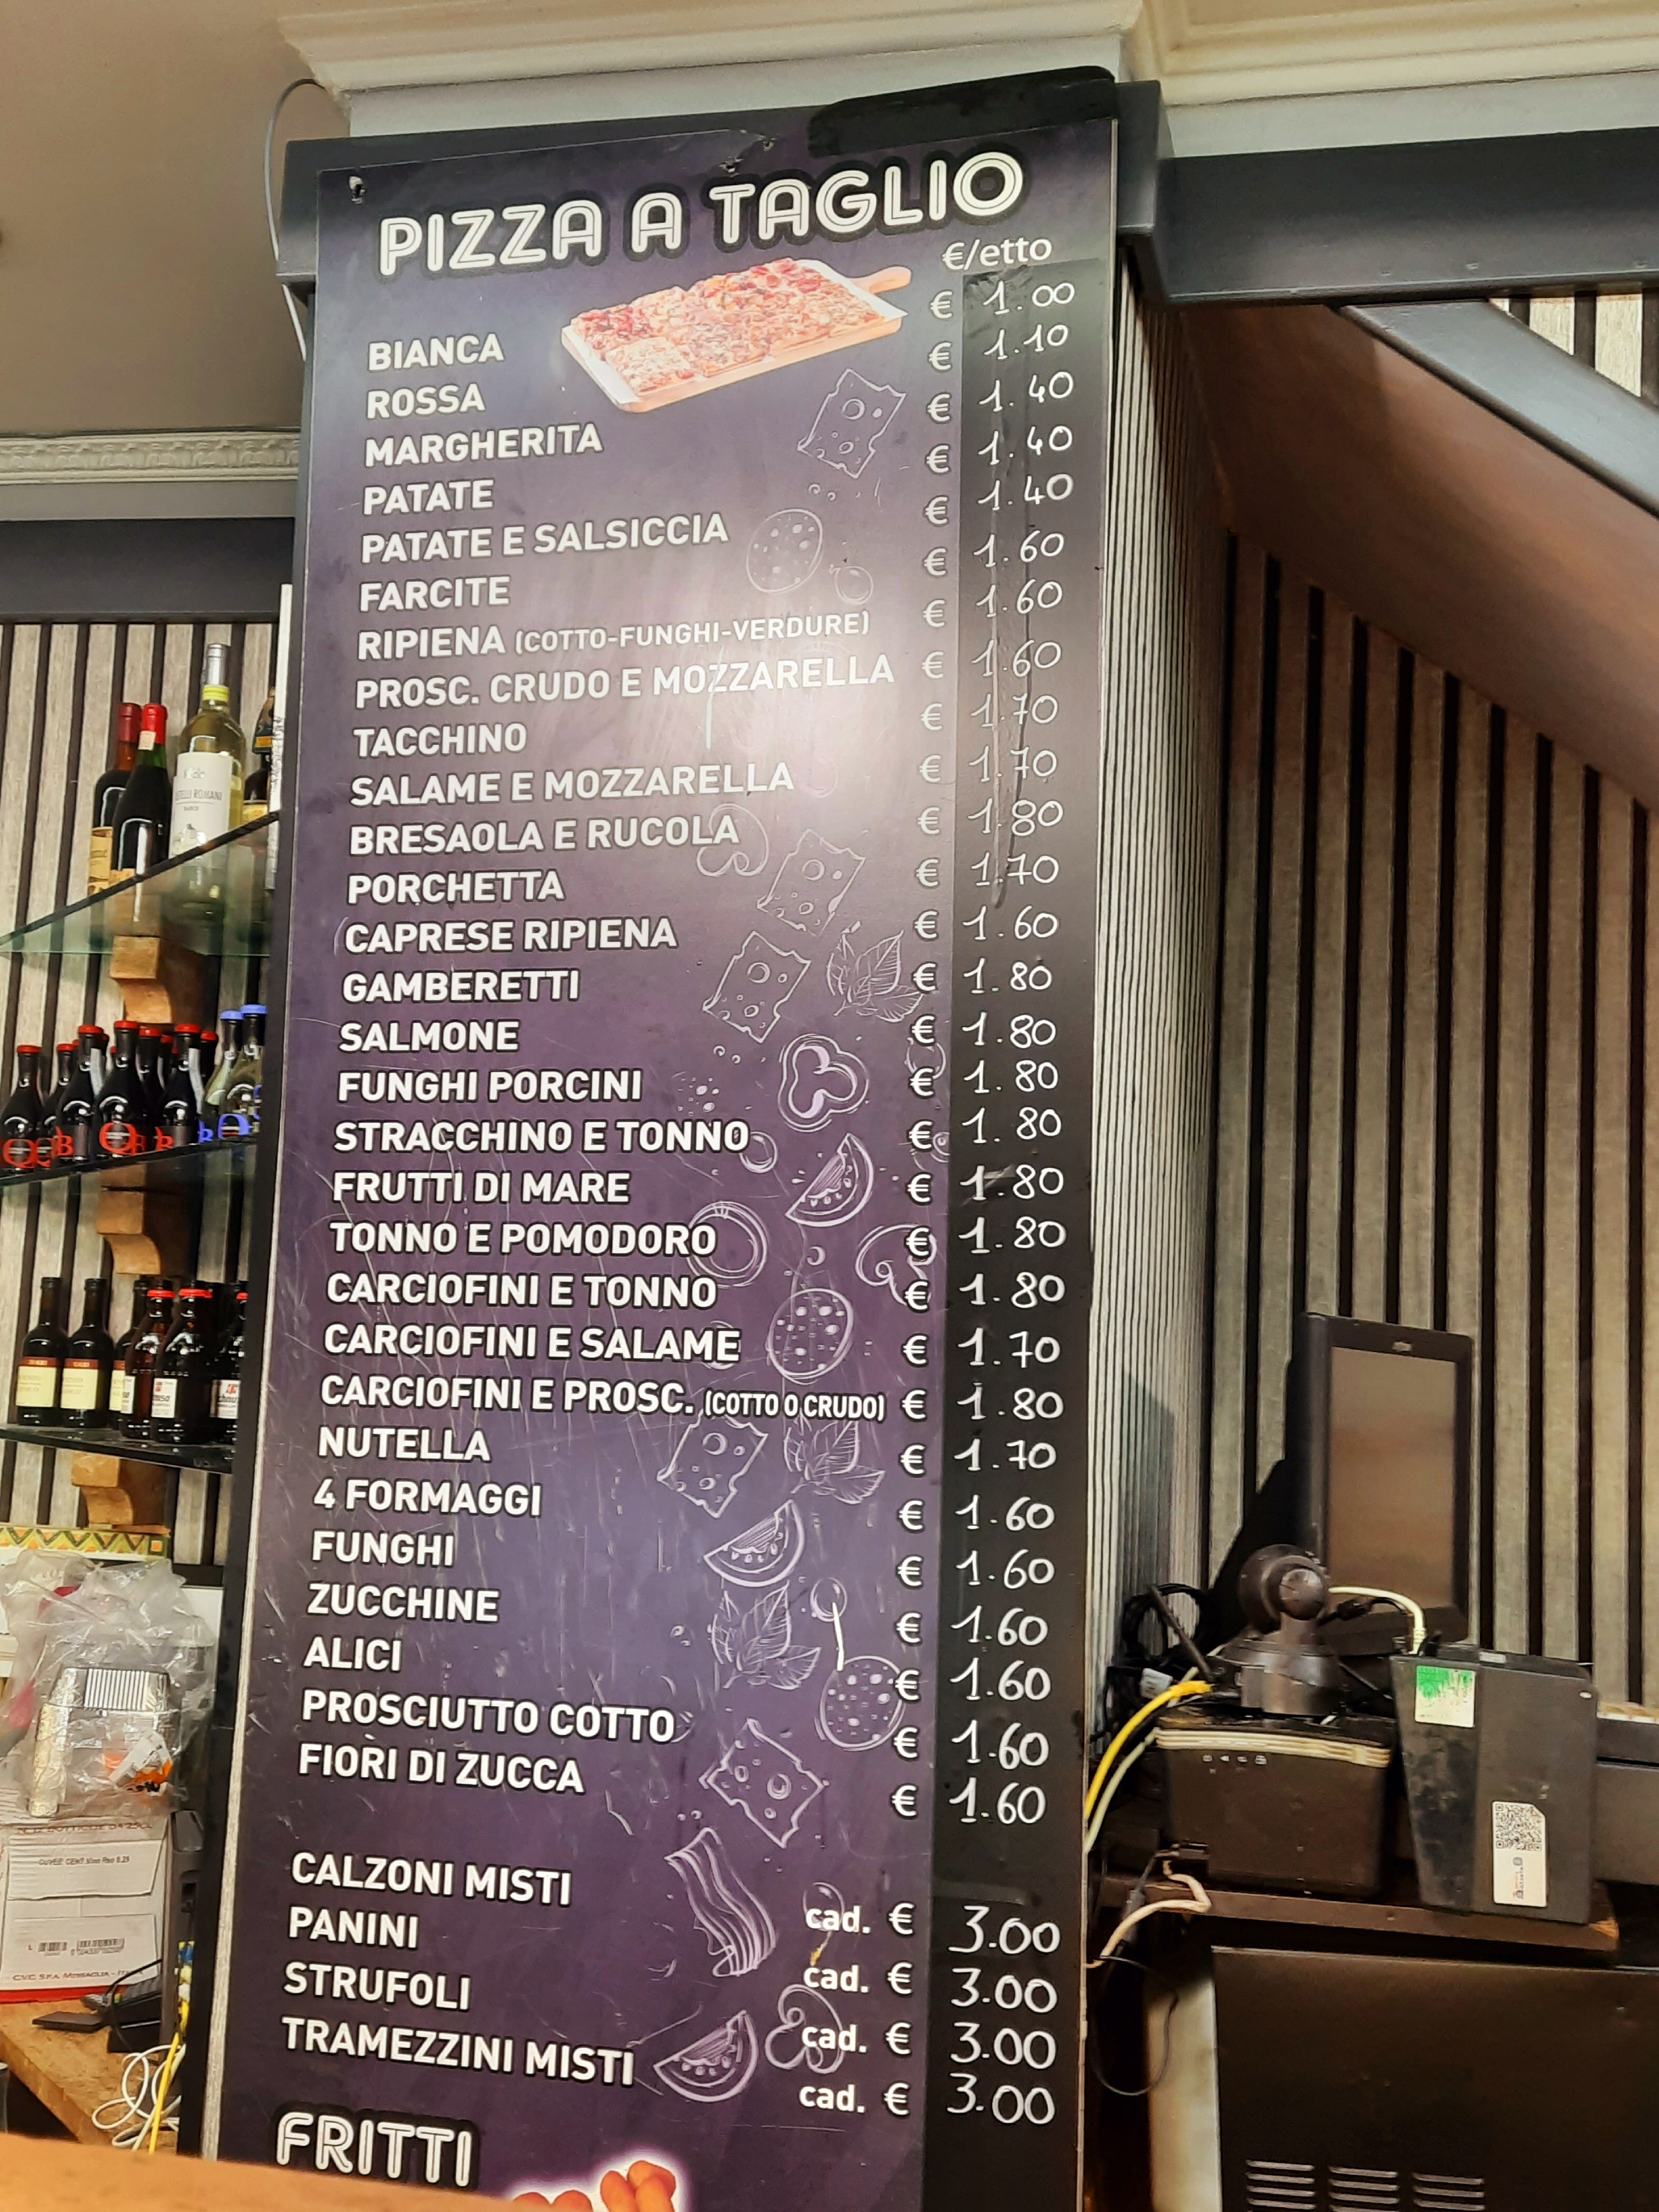 PIZZA A TAGLIO
€/etto
BIANCA € 1.00
ROSSA € 1.10
MARGHERITA € 1.40
PATATE € 1.40
PATATE E SALSICCIA € 1.40
FARCITE € 1.60
RIPIENA (COTTO-FUNGHI-VERDURE) € 1.60
PROSC. CRUDO E MOZZARELLA € 1.60
TACCHINO € 1.70
SALAME E MOZZARELLA € 1.70
BRESAOLA E RUCOLA € 1.80
PORCHETTA € 1.70
CAPRESE RIPIENA € 1.60
GAMBERETTI € 1.80
SALMONE € 1.80
FUNGHI PORCINI € 1.80
STRACCHINO E TONNO € 1.80
FRUTTI DI MARE € 1.80
TONNO E POMODORO € 1.80
CARCIOFINI E TONNO € 1.80
CARCIOFINI E SALAME € 1.70
CARCIOFINI E PROSC. (COTTO O CRUDO) € 1.80
NUTELLA € 1.70
4 FORMAGGI € 1.60
FUNGHI € 1.60
ZUCCHINE € 1.60
ALICI € 1.60
PROSCIUTTO COTTO € 1.60
FIORI DI ZUCCA € 1.60
CALZONI MISTI cad. € 3.00
PANINI cad. € 3.00
STRUFOLI cad. € 3.00
TRAMEZZINI MISTI cad. € 3.00
FRITTI